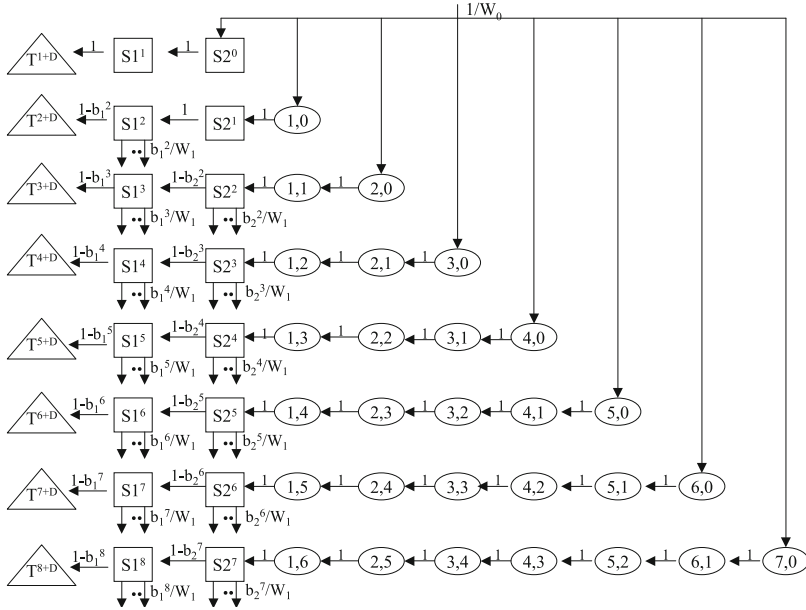 1/W₀
T¹⁺ᴰ 1 S1¹ 1 S2⁰
T²⁺ᴰ 1-b₁² S1² 1 S2¹ 1 1,0
.. b₁²/W₁
T³⁺ᴰ 1-b₁³ S1³ 1-b₂² S2² 1 1,1 1 2,0
.. b₁³/W₁ .. b₂²/W₁
T⁴⁺ᴰ 1-b₁⁴ S1⁴ 1-b₂³ S2³ 1 1,2 1 2,1 1 3,0
.. b₁⁴/W₁ .. b₂³/W₁
T⁵⁺ᴰ 1-b₁⁵ S1⁵ 1-b₂⁴ S2⁴ 1 1,3 1 2,2 1 3,1 1 4,0
.. b₁⁵/W₁ .. b₂⁴/W₁
T⁶⁺ᴰ 1-b₁⁶ S1⁶ 1-b₂⁵ S2⁵ 1 1,4 1 2,3 1 3,2 1 4,1 1 5,0
.. b₁⁶/W₁ .. b₂⁵/W₁
T⁷⁺ᴰ 1-b₁⁷ S1⁷ 1-b₂⁶ S2⁶ 1 1,5 1 2,4 1 3,3 1 4,2 1 5,1 1 6,0
.. b₁⁷/W₁ .. b₂⁶/W₁
T⁸⁺ᴰ 1-b₁⁸ S1⁸ 1-b₂⁷ S2⁷ 1 1,6 1 2,5 1 3,4 1 4,3 1 5,2 1 6,1 1 7,0
.. b₁⁸/W₁ .. b₂⁷/W₁